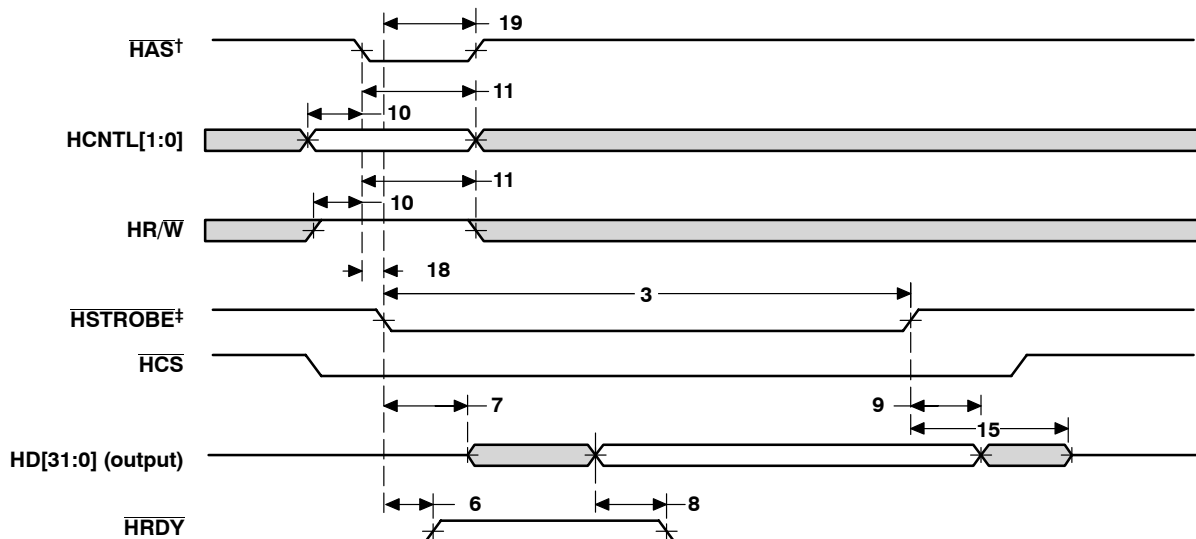 19
HAS†
11
10
HCNTL[1:0]
11
10
HR/W
18
3
HSTROBE‡
HCS
7
9
15
HD[31:0] (output)
6
8
HRDY